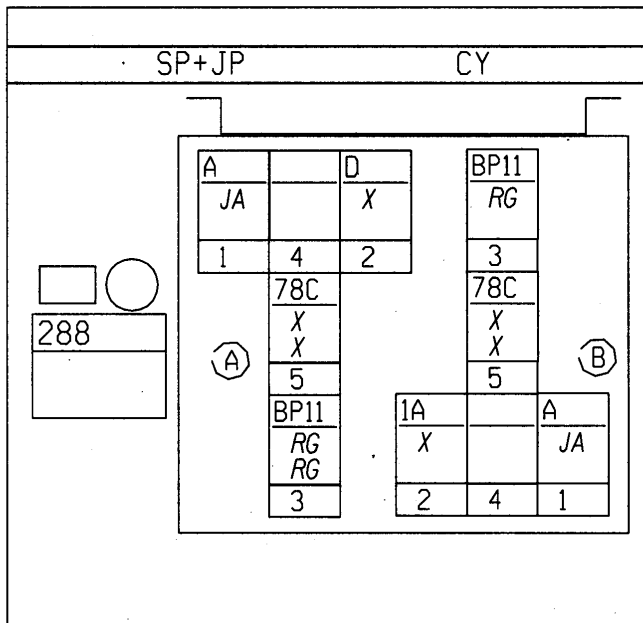 SP+JP CY
A D BP11
JA X RG
1 4 2 3
78C 78C
X X
X X
288
A B
5 5
BP11 1A A
RG X JA
RG
3 2 4 1